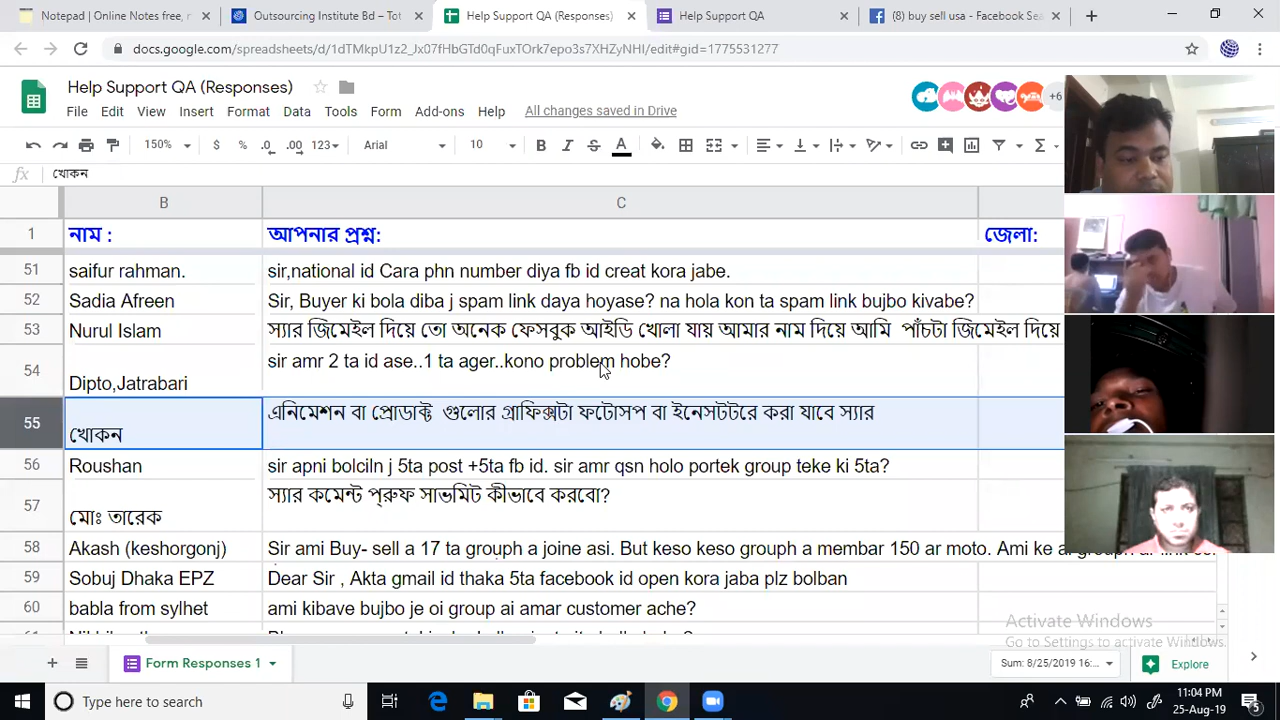 Notepad | Online Notes free,
Outsourcing Institute Bd – Tot
Help Support QA (Responses)
Help Support QA
(8) buy sell usa - Facebook Sea
docs.google.com/spreadsheets/d/1dTMkpU1z2_Jx07fHbGTd0qFuxTOrk7epo3s7XHZyNHI/edit#gid=1775531277
Help Support QA (Responses)
+6
File Edit View Insert Format Data Tools Form Add-ons Help All changes saved in Drive
150% $ % .0 .00 123 Arial 10 B I S A
fx খোকন
B C
1 নাম : আপনার প্রশ্ন: জেলা:
51 saifur rahman. sir,national id Cara phn number diya fb id creat kora jabe.
52 Sadia Afreen Sir, Buyer ki bola diba j spam link daya hoyase? na hola kon ta spam link bujbo kivabe?
53 Nurul Islam স্যার জিমেইল দিয়ে তো অনেক ফেসবুক আইডি খোলা যায় আমার নাম দিয়ে আমি পাঁচটা জিমেইল দিয়ে
54 Dipto,Jatrabari sir amr 2 ta id ase..1 ta ager..kono problem hobe?
55 খোকন এনিমেশন বা প্রোডাক্ট গুলোর গ্রাফিক্সটা ফটোসপ বা ইনেসটটরে করা যাবে স্যার
56 Roushan sir apni bolciln j 5ta post +5ta fb id. sir amr qsn holo portek group teke ki 5ta?
57 মোঃ তারেক স্যার কমেন্ট প্রুফ সাভমিট কীভাবে করবো?
58 Akash (keshorgonj) Sir ami Buy- sell a 17 ta grouph a joine asi. But keso keso grouph a membar 150 ar moto. Ami ke
59 Sobuj Dhaka EPZ Dear Sir , Akta gmail id thaka 5ta facebook id open kora jaba plz bolban
60 babla from sylhet ami kibave bujbo je oi group ai amar customer ache?
Activate Windows
Go to Settings to activate Windows.
Form Responses 1
Sum: 8/25/2019 16:...
Explore
Type here to search
11:04 PM
25-Aug-19
5